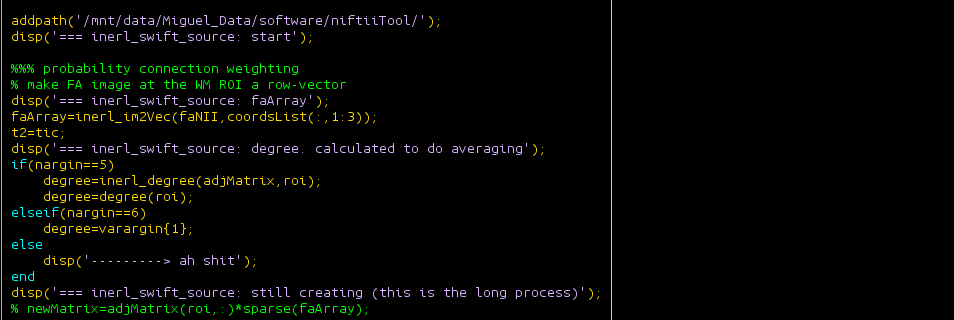 addpath('/mnt/data/Miguel_Data/software/niftiiTool/');
disp('=== inerl_swift_source: start');
%%% probability connection weighting
% make FA image at the WM ROI a row-vector
disp('=== inerl_swift_source: faArray');
faArray=inerl_im2Vec(faNII,coordsList(:,1:3));
t2=tic;
disp('=== inerl_swift_source: degree. calculated to do averaging');
if(nargin==5)
    degree=inerl_degree(adjMatrix,roi);
    degree=degree(roi);
elseif(nargin==6)
    degree=varargin{1};
else
    disp('---------> ah shit');
end
disp('=== inerl_swift_source: still creating (this is the long process)');
% newMatrix=adjMatrix(roi,:)*sparse(faArray);